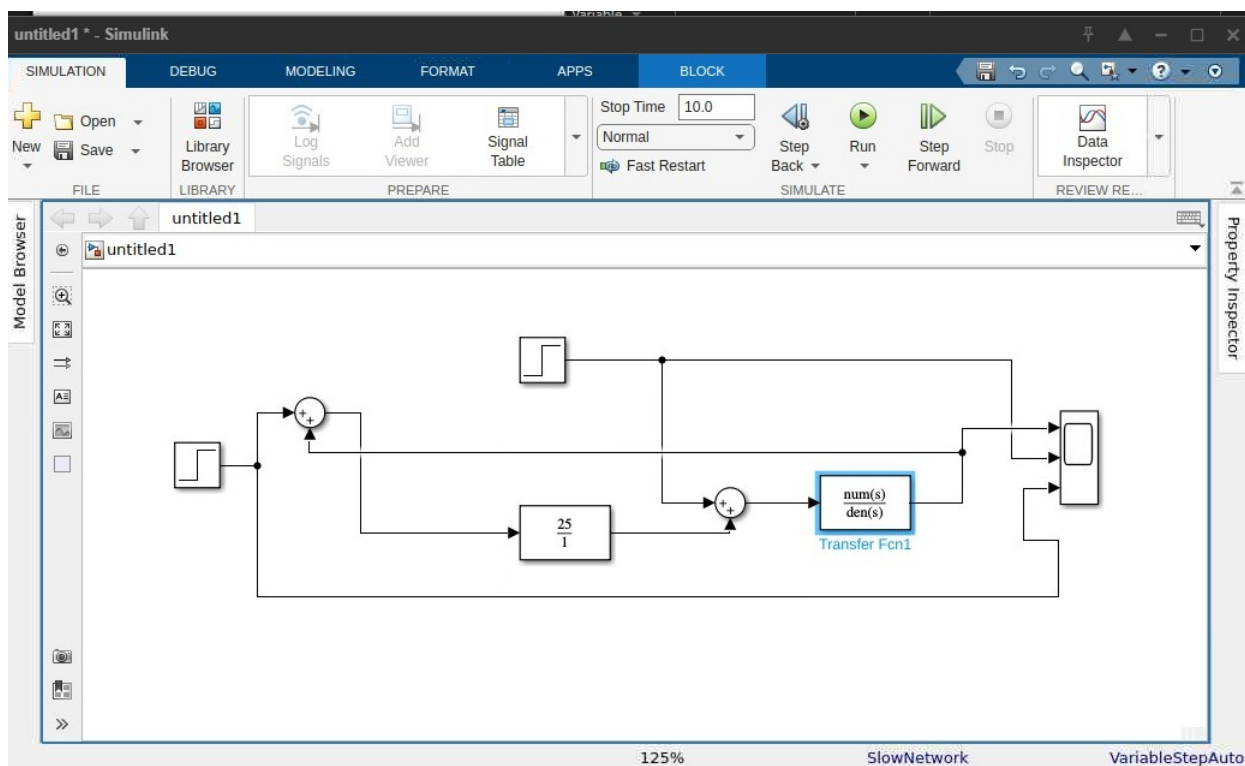 Variable
untitled1 * - Simulink
SIMULATION DEBUG MODELING FORMAT APPS BLOCK
New
Open
Save
FILE
Library
Browser
LIBRARY
Log
Signals
Add
Viewer
Signal
Table
PREPARE
Stop Time 10.0
Normal
Fast Restart
Step
Back
Run
Step
Forward
Stop
SIMULATE
Data
Inspector
REVIEW RE...
Model Browser
untitled1
untitled1
Property Inspector
+
+
25
1
+
+
num(s)
den(s)
Transfer Fcn1
125% SlowNetwork VariableStepAuto